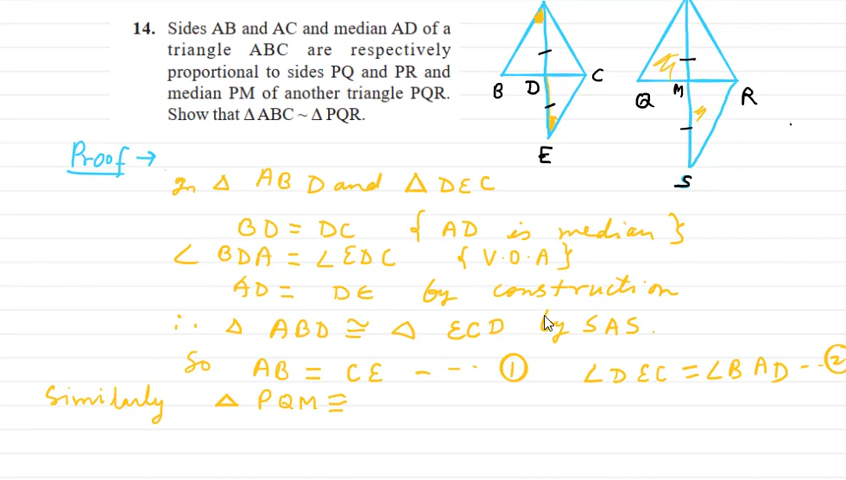 14. Sides AB and AC and median AD of a
triangle ABC are respectively
proportional to sides PQ and PR and
median PM of another triangle PQR.
Show that Δ ABC ~ Δ PQR.
B D C
E
Q M R
S
Proof →
In Δ ABD and Δ DEC
BD = DC { AD is median }
∠ BDA = ∠ EDC { V.O.A }
AD = DE by construction
∴ Δ ABD ≅ Δ ECD by SAS.
So AB = CE - - - ① ∠DEC = ∠BAD - - ②
Similarly Δ PQM ≅